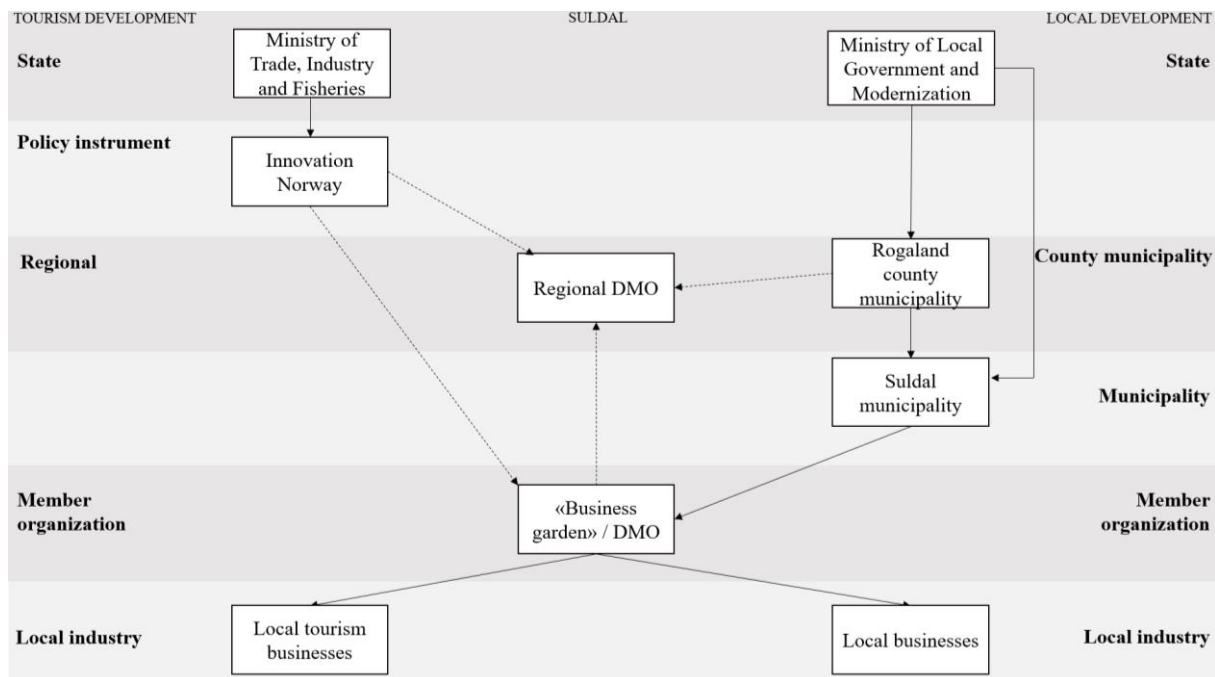 TOURISM DEVELOPMENT
SULDAL
LOCAL DEVELOPMENT
State
Ministry of
Trade, Industry
and Fisheries
Ministry of Local
Government and
Modernization
State
Policy instrument
Innovation
Norway
Regional
Regional DMO
Rogaland
county
municipality
County municipality
Suldal
municipality
Municipality
Member
organization
«Business
garden» / DMO
Member
organization
Local industry
Local tourism
businesses
Local businesses
Local industry